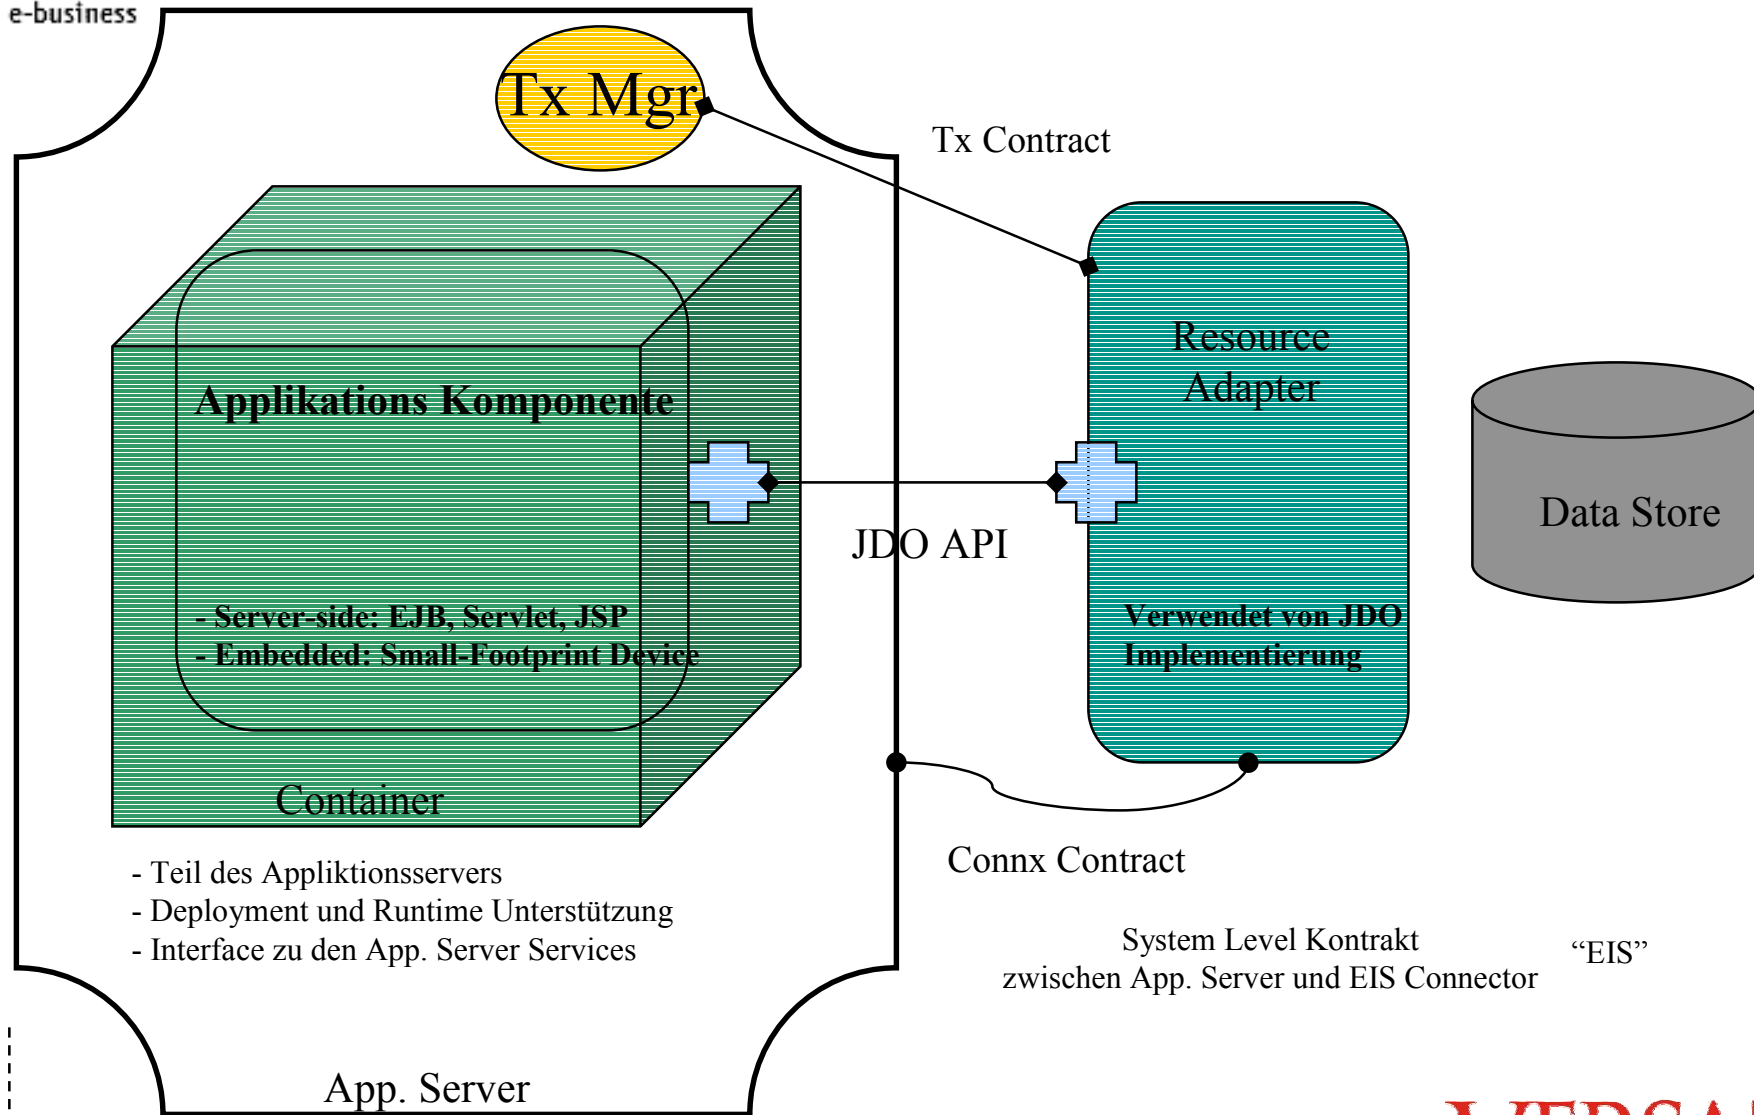 e-business
Tx Mgr
Tx Contract
Resource
Adapter
Applikations Komponente
Data Store
JDO API
- Server-side: EJB, Servlet, JSP
- Embedded: Small-Footprint Device
Verwendet von JDO
Implementierung
Container
- Teil des Appliktionsservers
- Deployment und Runtime Unterstützung
- Interface zu den App. Server Services
Connx Contract
System Level Kontrakt
zwischen App. Server und EIS Connector
“EIS”
App. Server